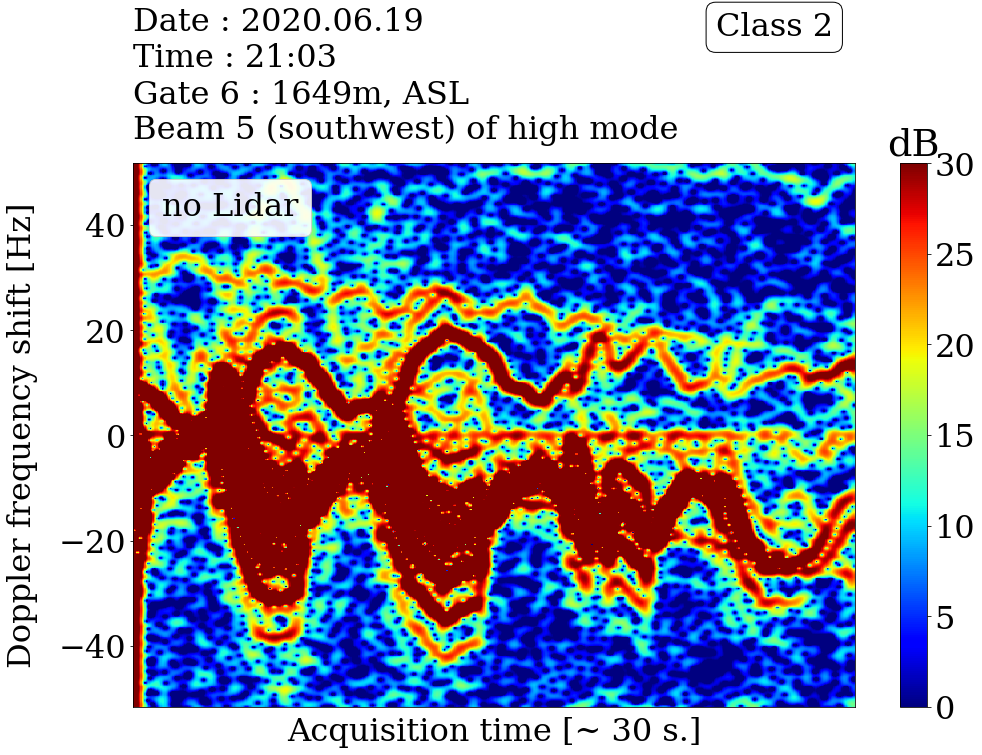 Date : 2020.06.19
Time : 21:03
Gate 6 : 1649m, ASL
Beam 5 (southwest) of high mode
Class 2
dB
no Lidar
Doppler frequency shift [Hz]
40
20
0
−20
−40
Acquisition time [~ 30 s.]
30
25
20
15
10
5
0